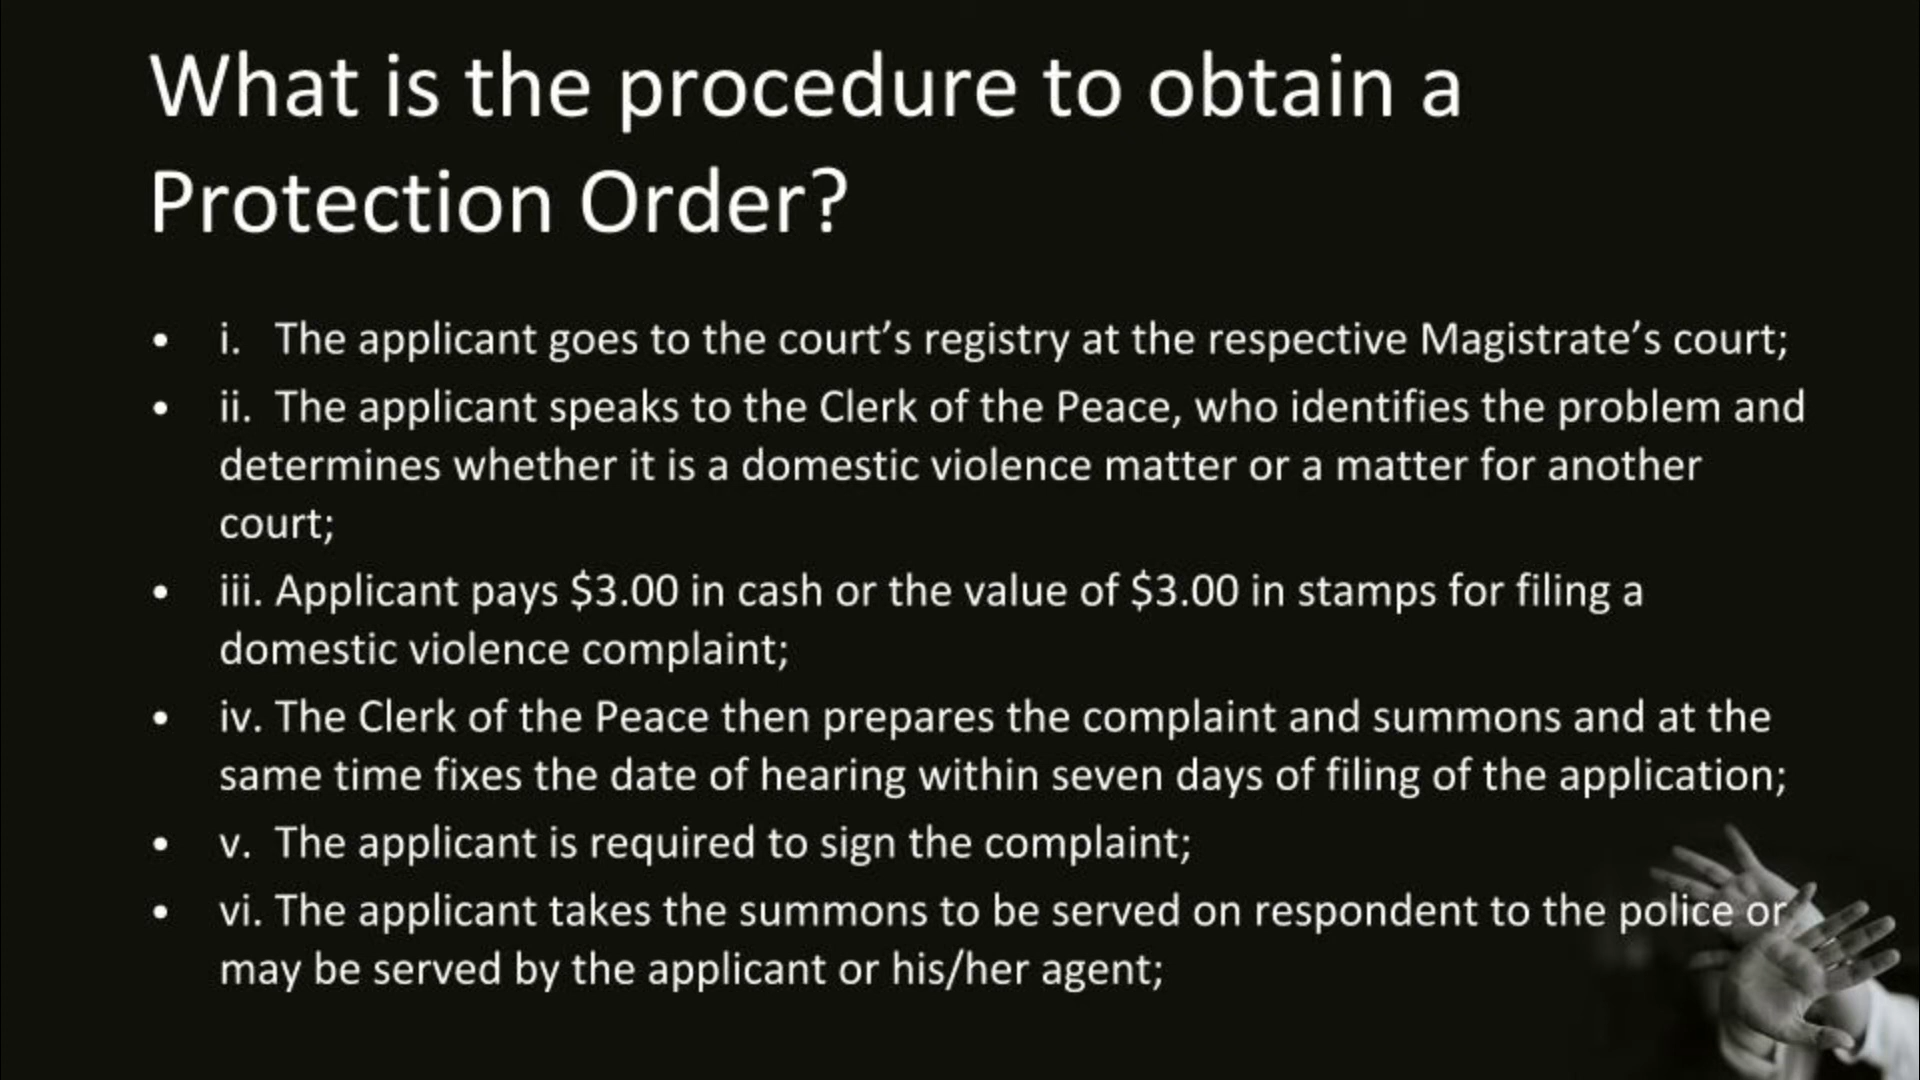 What is the procedure to obtain a
Protection Order?
• i. The applicant goes to the court’s registry at the respective Magistrate’s court;
• ii. The applicant speaks to the Clerk of the Peace, who identifies the problem and
determines whether it is a domestic violence matter or a matter for another
court;
• iii. Applicant pays $3.00 in cash or the value of $3.00 in stamps for filing a
domestic violence complaint;
• iv. The Clerk of the Peace then prepares the complaint and summons and at the
same time fixes the date of hearing within seven days of filing of the application;
• v. The applicant is required to sign the complaint;
• vi. The applicant takes the summons to be served on respondent to the police or
may be served by the applicant or his/her agent;